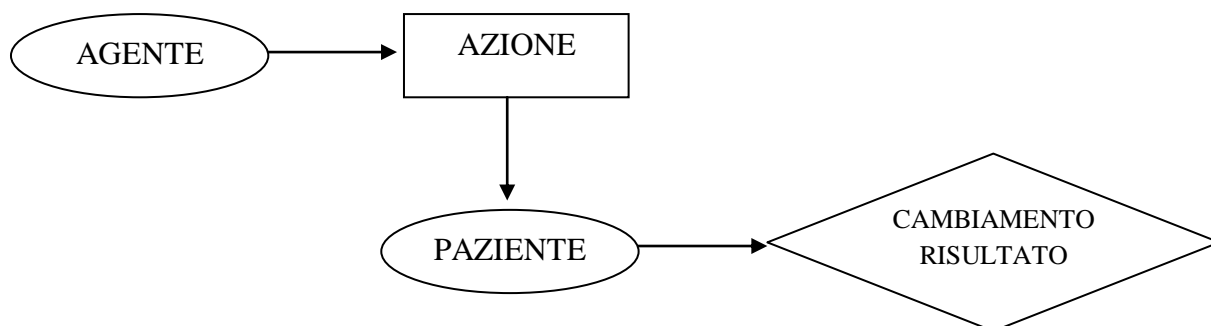 AGENTE
AZIONE
PAZIENTE
CAMBIAMENTO
RISULTATO